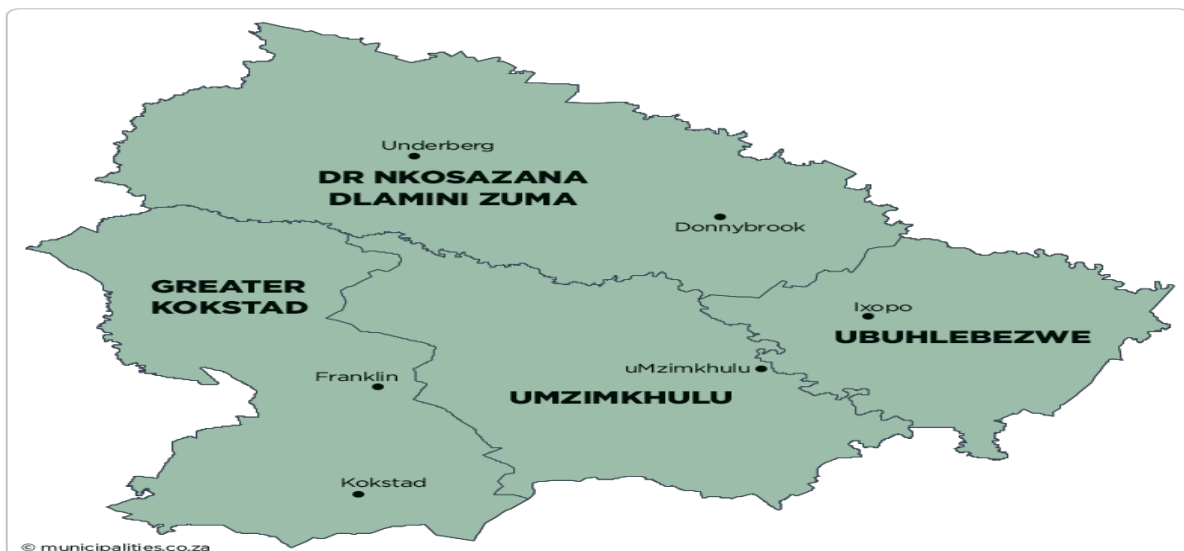 Underberg
DR NKOSAZANA
DLAMINI ZUMA
Donnybrook
GREATER
KOKSTAD
Ixopo
UBUHLEBEZWE
uMzimkhulu
Franklin
UMZIMKHULU
Kokstad
© municipalities.co.za